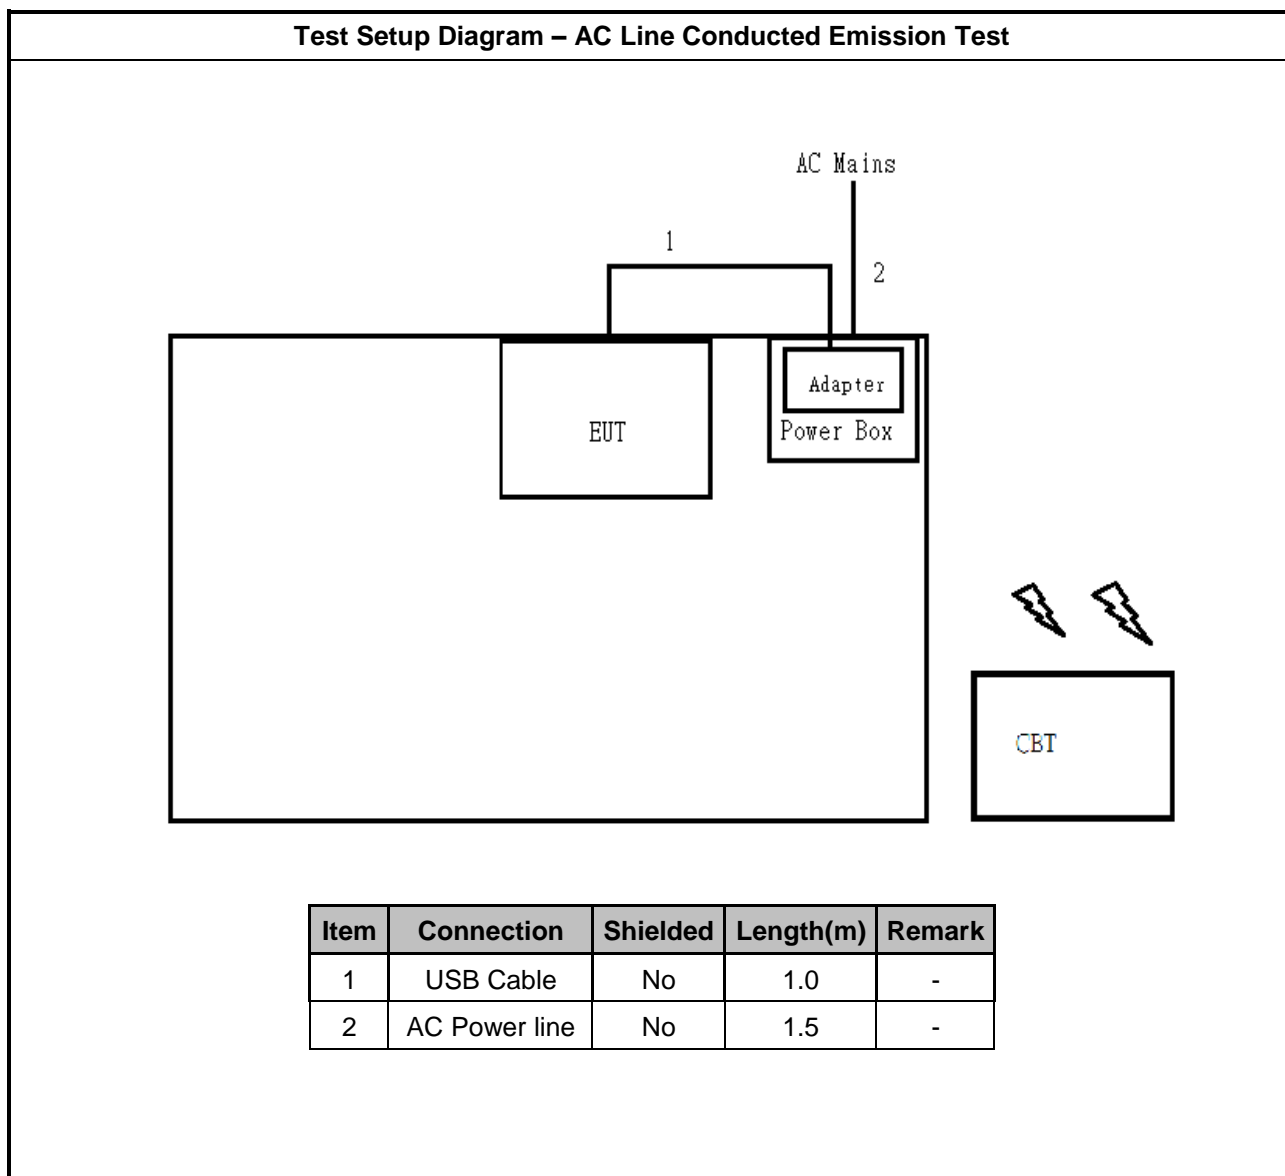 Test Setup Diagram – AC Line Conducted Emission Test
AC Mains
1
2
Adapter
EUT
Power Box
CBT
Item Connection Shielded Length(m) Remark
1 USB Cable No 1.0 -
2 AC Power line No 1.5 -